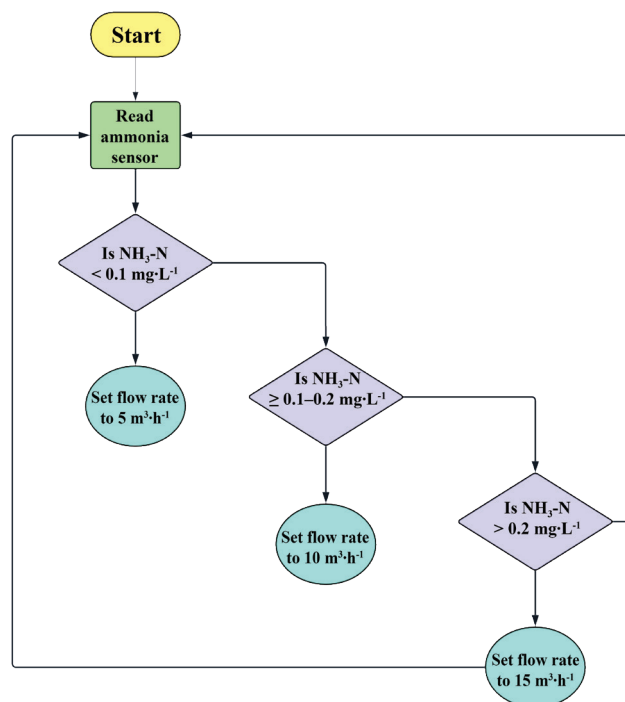 Start
Read
ammonia
sensor
Is NH₃-N
< 0.1 mg·L⁻¹
Set flow rate
to 5 m³·h⁻¹
Is NH₃-N
≥ 0.1–0.2 mg·L⁻¹
Set flow rate
to 10 m³·h⁻¹
Is NH₃-N
> 0.2 mg·L⁻¹
Set flow rate
to 15 m³·h⁻¹